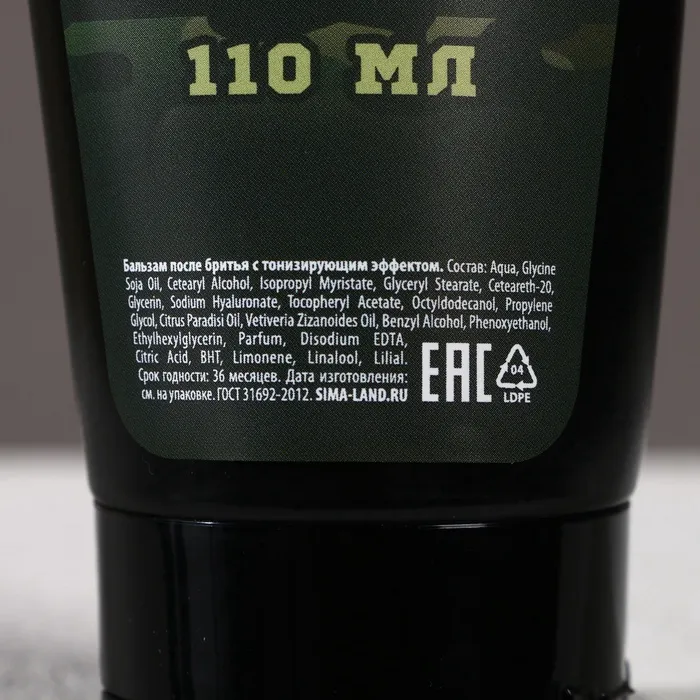 110 МЛ
Бальзам после бритья с тонизирующим эффектом. Состав: Aqua, Glycine
Soja Oil, Cetearyl Alcohol, Isopropyl Myristate, Glyceryl Stearate, Ceteareth-20,
Glycerin, Sodium Hyaluronate, Tocopheryl Acetate, Octyldodecanol, Propylene
Glycol, Citrus Paradisi Oil, Vetiveria Zizanoides Oil, Benzyl Alcohol, Phenoxyethanol,
Ethylhexylglycerin, Parfum, Disodium EDTA,
Citric Acid, BHT, Limonene, Linalool, Lilial.
Срок годности: 36 месяцев. Дата изготовления:
см. на упаковке. ГОСТ 31692-2012. SIMA-LAND.RU
EAC
04
LDPE